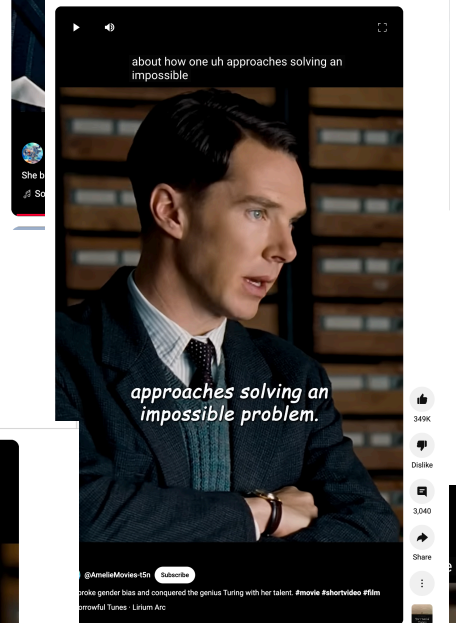 about how one uh approaches solving an
impossible
She b
So
approaches solving an
impossible problem.
349K
Dislike
3,040
Share
@AmelieMovies-t5n Subscribe
broke gender bias and conquered the genius Turing with her talent. #movie #shortvideo #film
orrowful Tunes · Lirium Arc
e